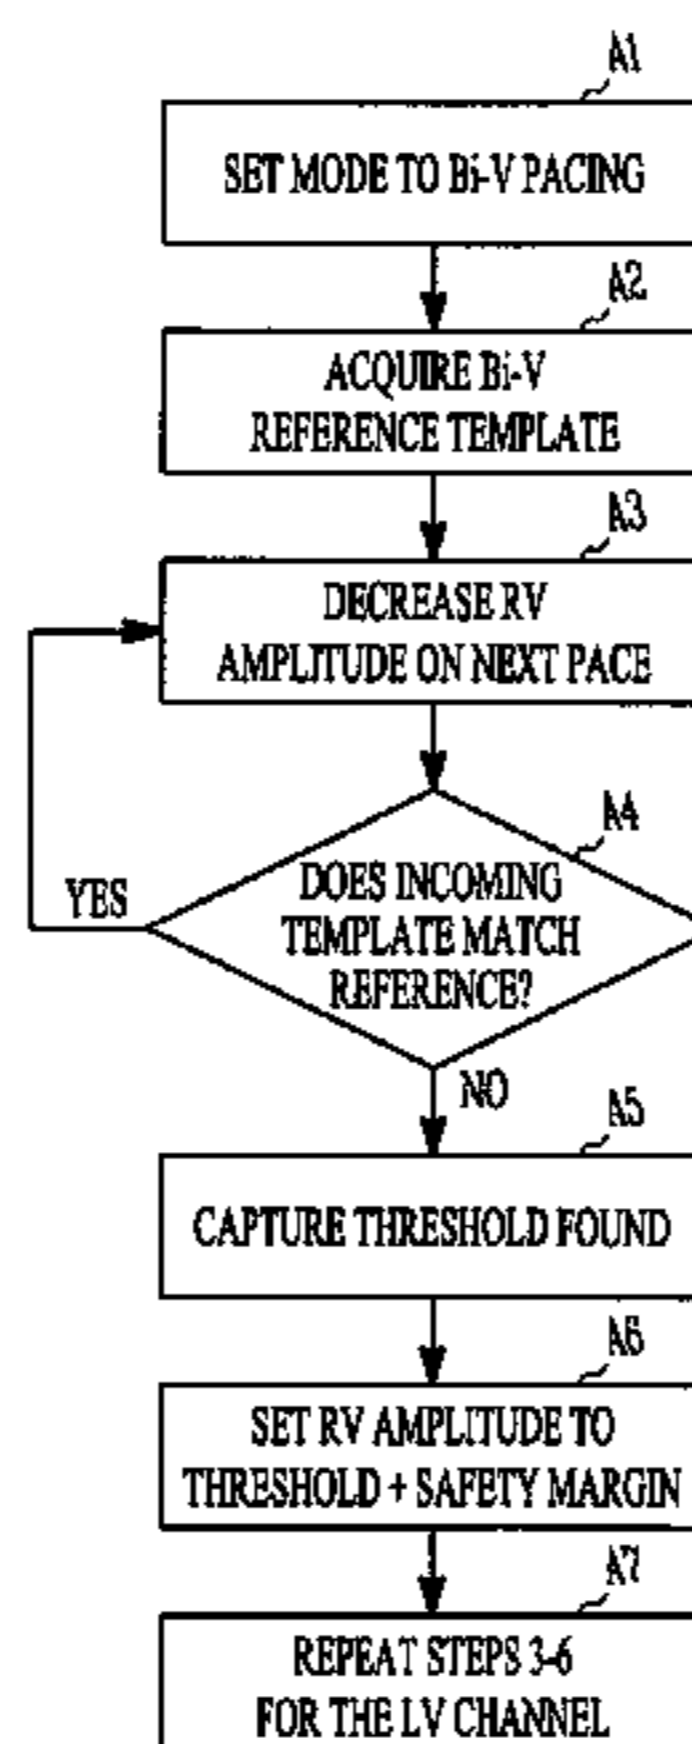 A1
SET MODE TO Bi-V PACING
A2
ACQUIRE Bi-V
REFERENCE TEMPLATE
A3
DECREASE RV
AMPLITUDE ON NEXT PACE
A4
DOES INCOMING
TEMPLATE MATCH
REFERENCE?
YES
NO
A5
CAPTURE THRESHOLD FOUND
A6
SET RV AMPLITUDE TO
THRESHOLD + SAFETY MARGIN
A7
REPEAT STEPS 3-6
FOR THE LV CHANNEL